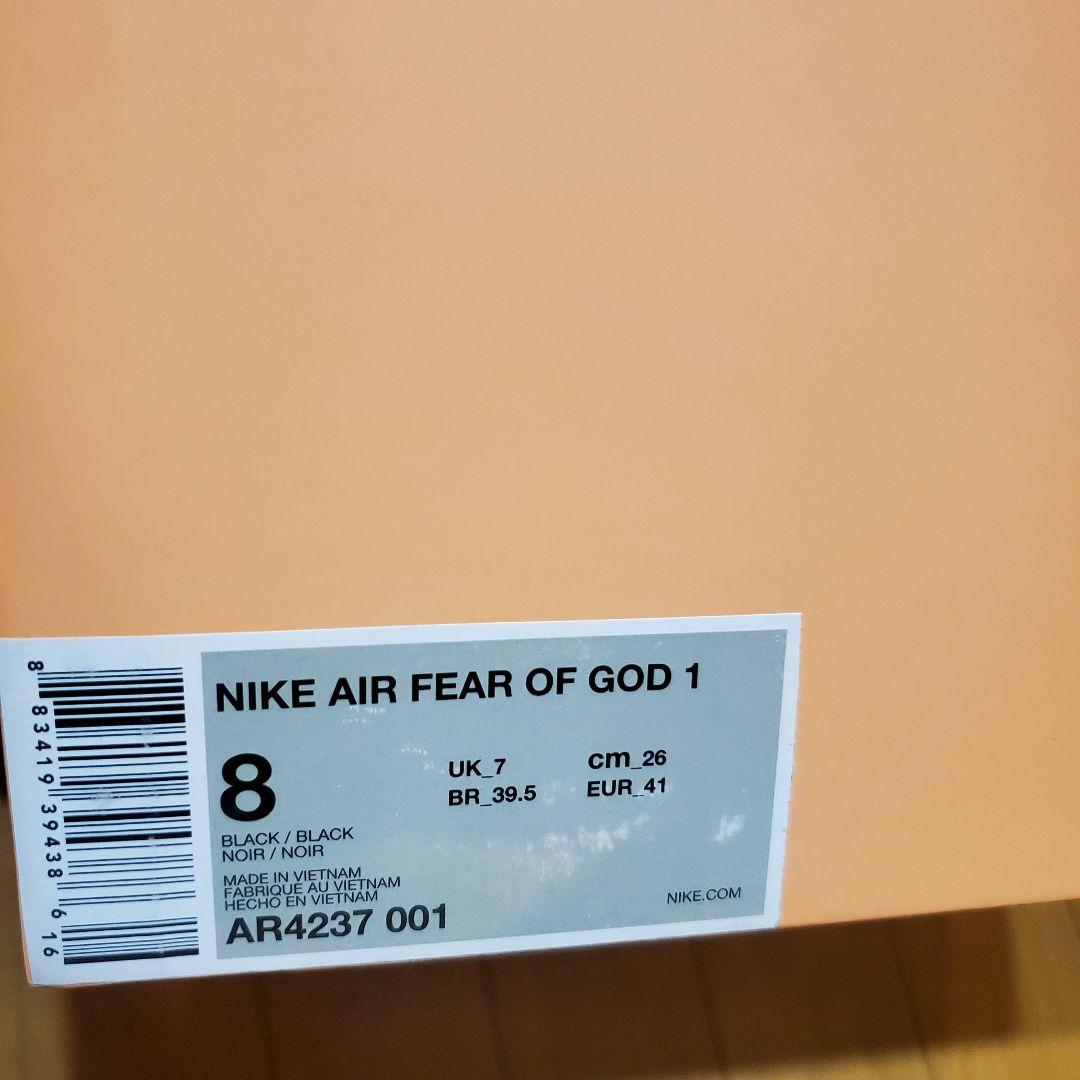 NIKE AIR FEAR OF GOD 1
8
UK_7 cm_26
BR_39.5 EUR_41
BLACK / BLACK
NOIR / NOIR
MADE IN VIETNAM
FABRIQUE AU VIETNAM
HECHO EN VIETNAM
AR4237 001
NIKE.COM
8 83419 39438 6 16